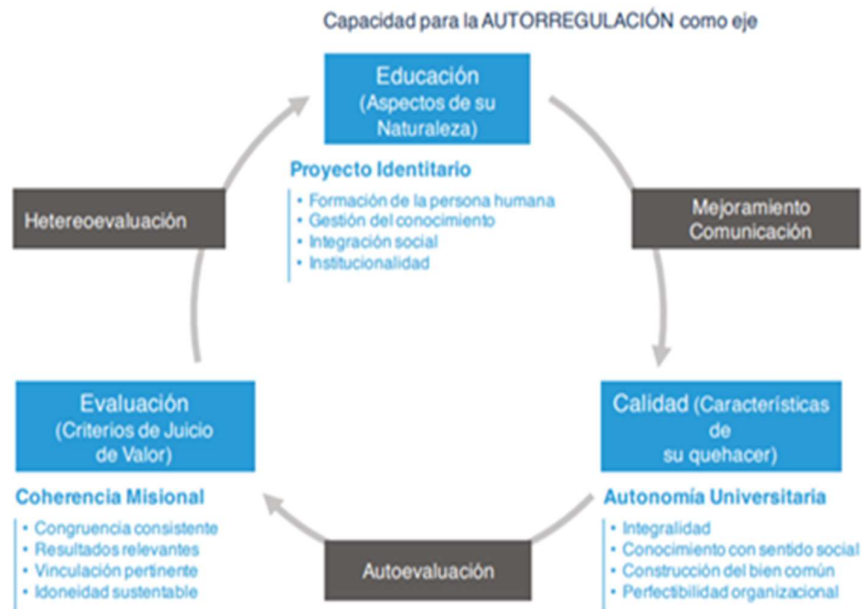 Capacidad para la AUTORREGULACIÓN como eje
Educación
(Aspectos de su
Naturaleza)
Proyecto Identitario
• Formación de la persona humana
• Gestión del conocimiento
• Integración social
• Institucionalidad
Hetereoevaluación
Mejoramiento
Comunicación
Evaluación
(Criterios de Juicio
de Valor)
Coherencia Misional
• Congruencia consistente
• Resultados relevantes
• Vinculación pertinente
• Idoneidad sustentable
Calidad (Características
de
su quehacer)
Autonomía Universitaria
• Integralidad
• Conocimiento con sentido social
• Construcción del bien común
• Perfectibilidad organizacional
Autoevaluación